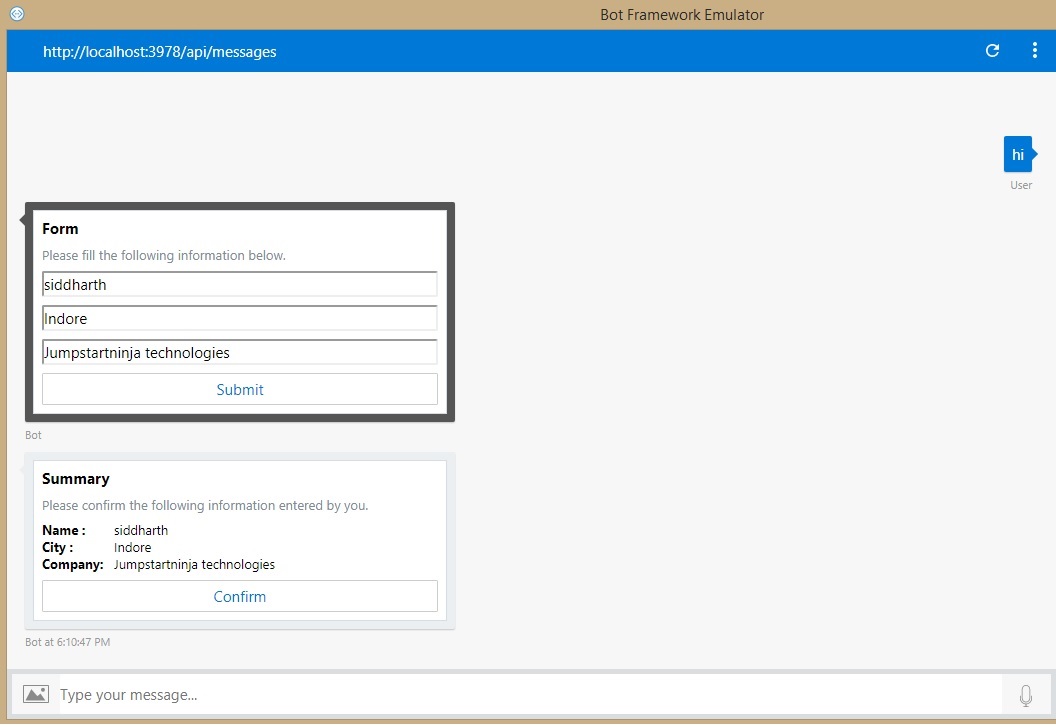 Bot Framework Emulator
http://localhost:3978/api/messages
hi
User
Form
Please fill the following information below.
siddharth
Indore
Jumpstartninja technologies
Submit
Bot
Summary
Please confirm the following information entered by you.
Name : siddharth
City : Indore
Company: Jumpstartninja technologies
Confirm
Bot at 6:10:47 PM
Type your message...